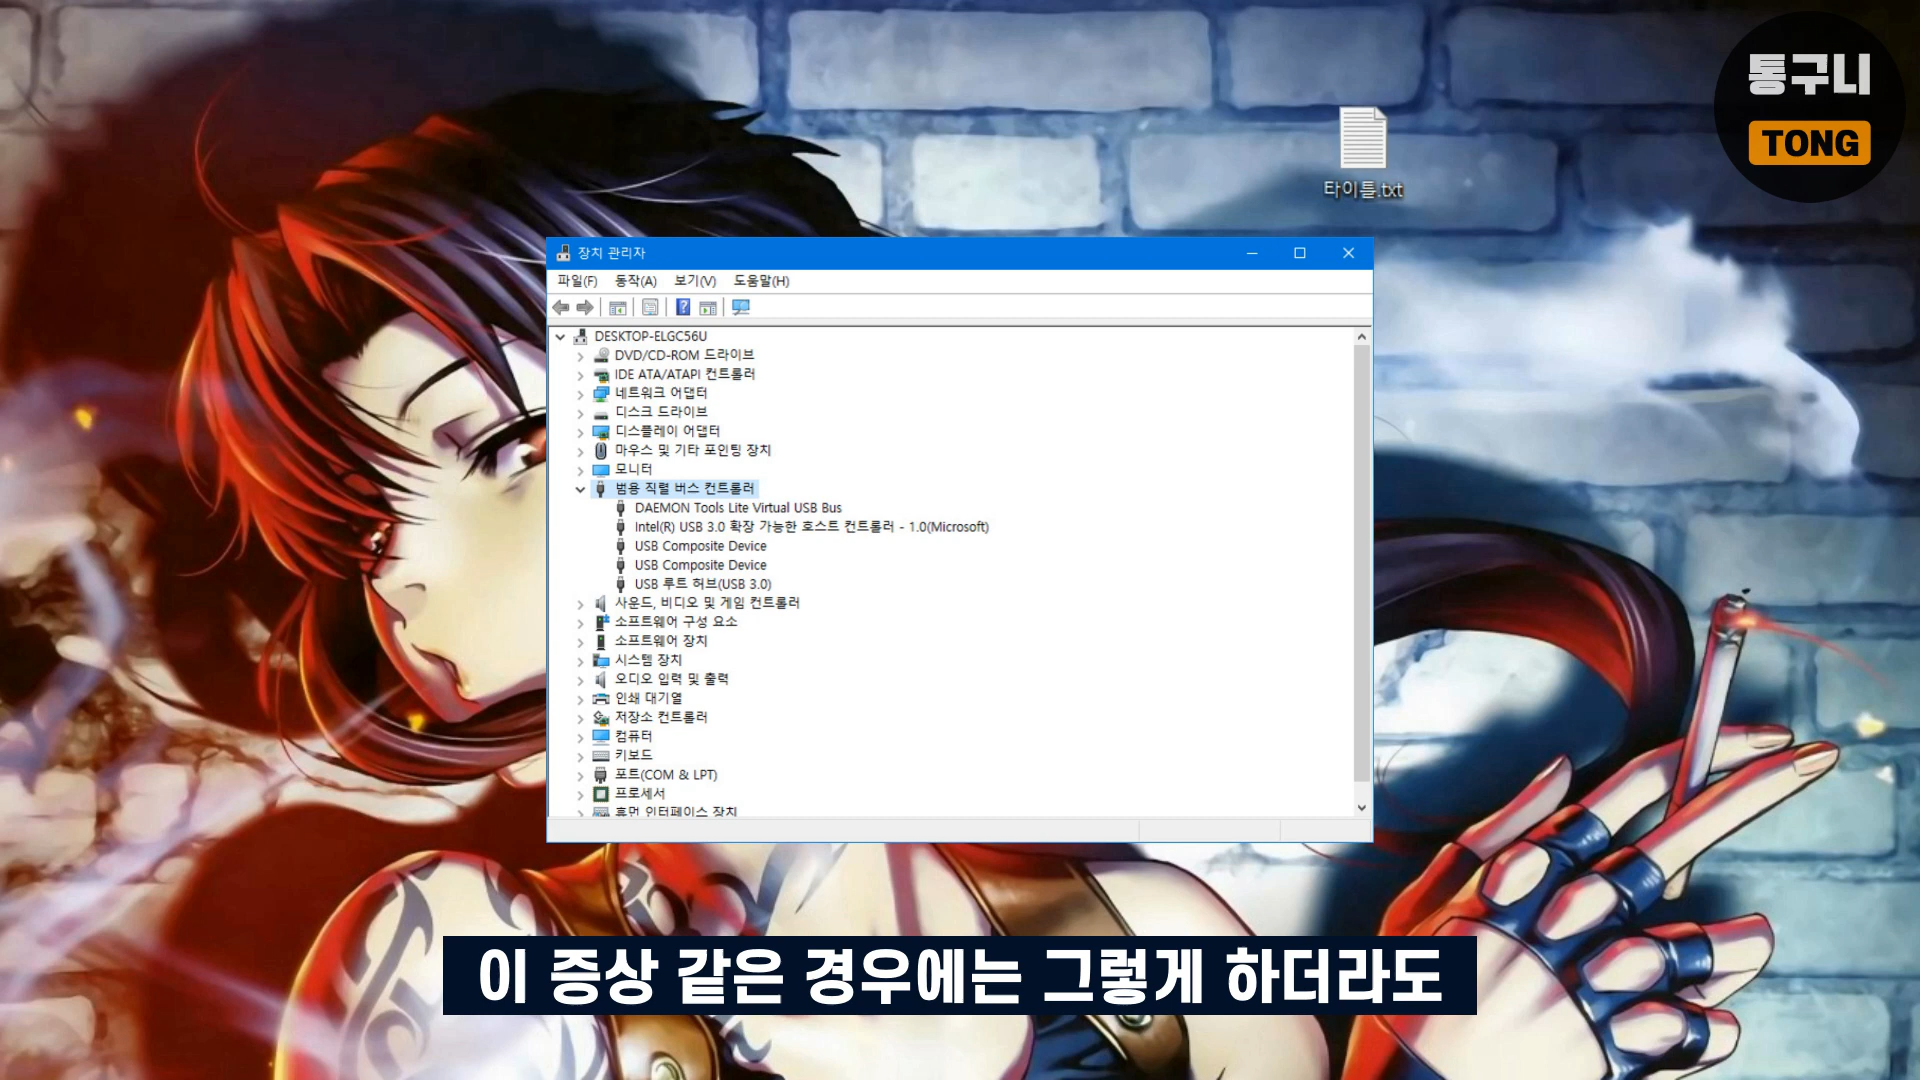 통구니
TONG
타이틀.txt
장치 관리자
파일(F) 동작(A) 보기(V) 도움말(H)
DESKTOP-ELGC56U
DVD/CD-ROM 드라이브
IDE ATA/ATAPI 컨트롤러
네트워크 어댑터
디스크 드라이브
디스플레이 어댑터
마우스 및 기타 포인팅 장치
모니터
범용 직렬 버스 컨트롤러
DAEMON Tools Lite Virtual USB Bus
Intel(R) USB 3.0 확장 가능한 호스트 컨트롤러 - 1.0(Microsoft)
USB Composite Device
USB Composite Device
USB 루트 허브(USB 3.0)
사운드, 비디오 및 게임 컨트롤러
소프트웨어 구성 요소
소프트웨어 장치
시스템 장치
오디오 입력 및 출력
인쇄 대기열
저장소 컨트롤러
컴퓨터
키보드
포트(COM & LPT)
프로세서
휴먼 인터페이스 장치
이 증상 같은 경우에는 그렇게 하더라도